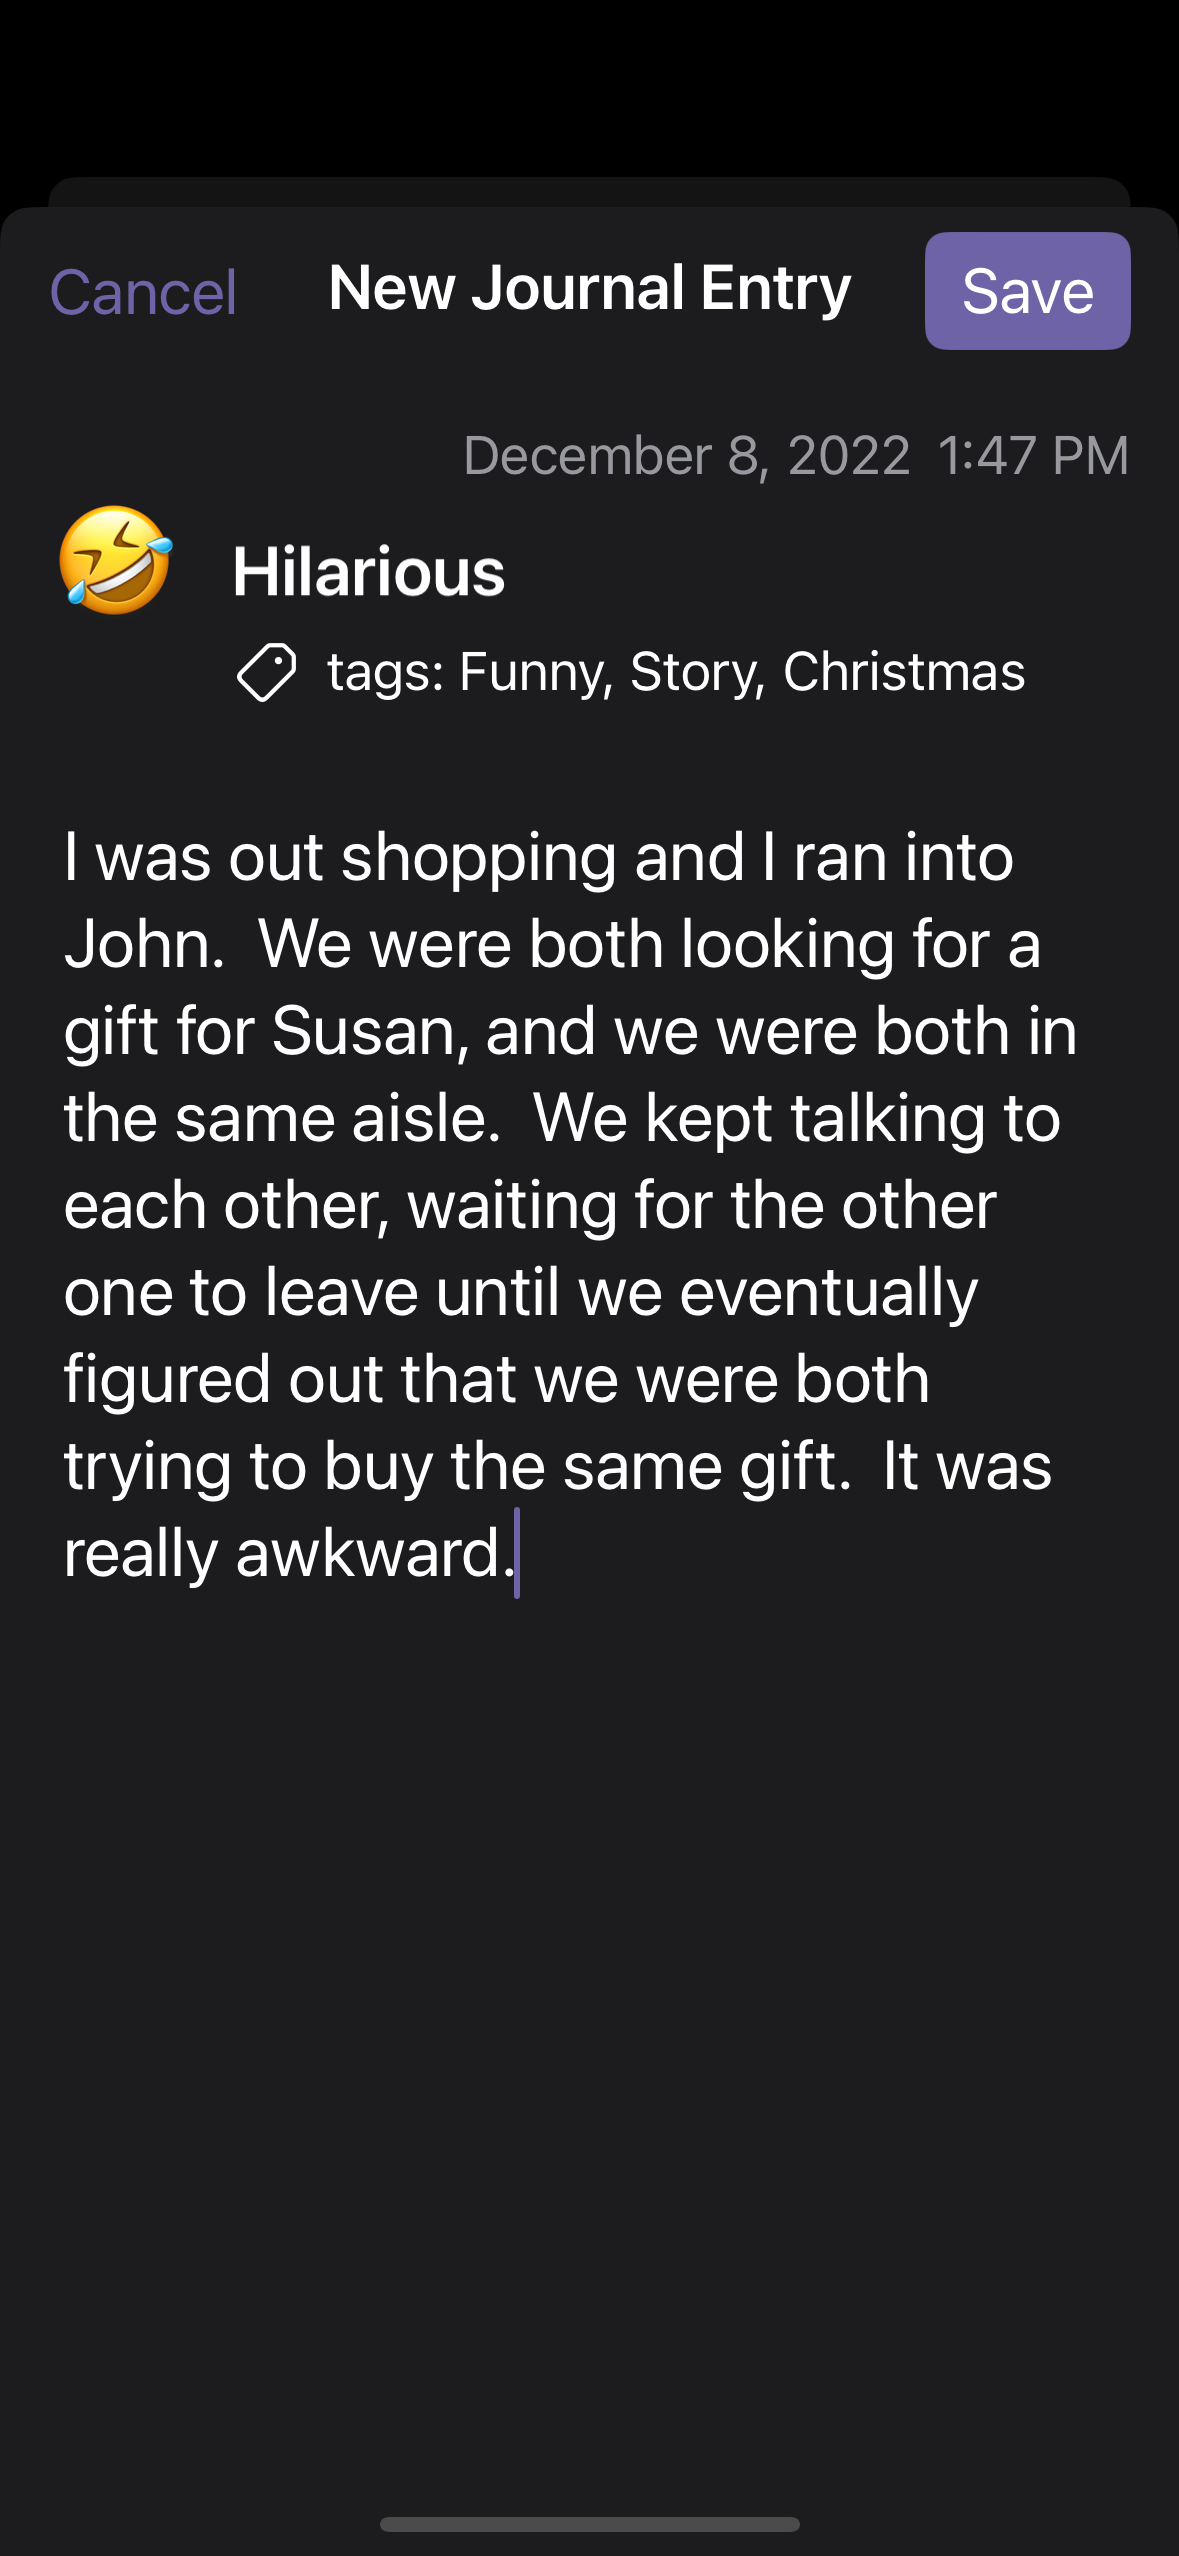 Cancel New Journal Entry Save
December 8, 2022  1:47 PM
Hilarious
tags: Funny, Story, Christmas
I was out shopping and I ran into
John.  We were both looking for a
gift for Susan, and we were both in
the same aisle.  We kept talking to
each other, waiting for the other
one to leave until we eventually
figured out that we were both
trying to buy the same gift.  It was
really awkward.